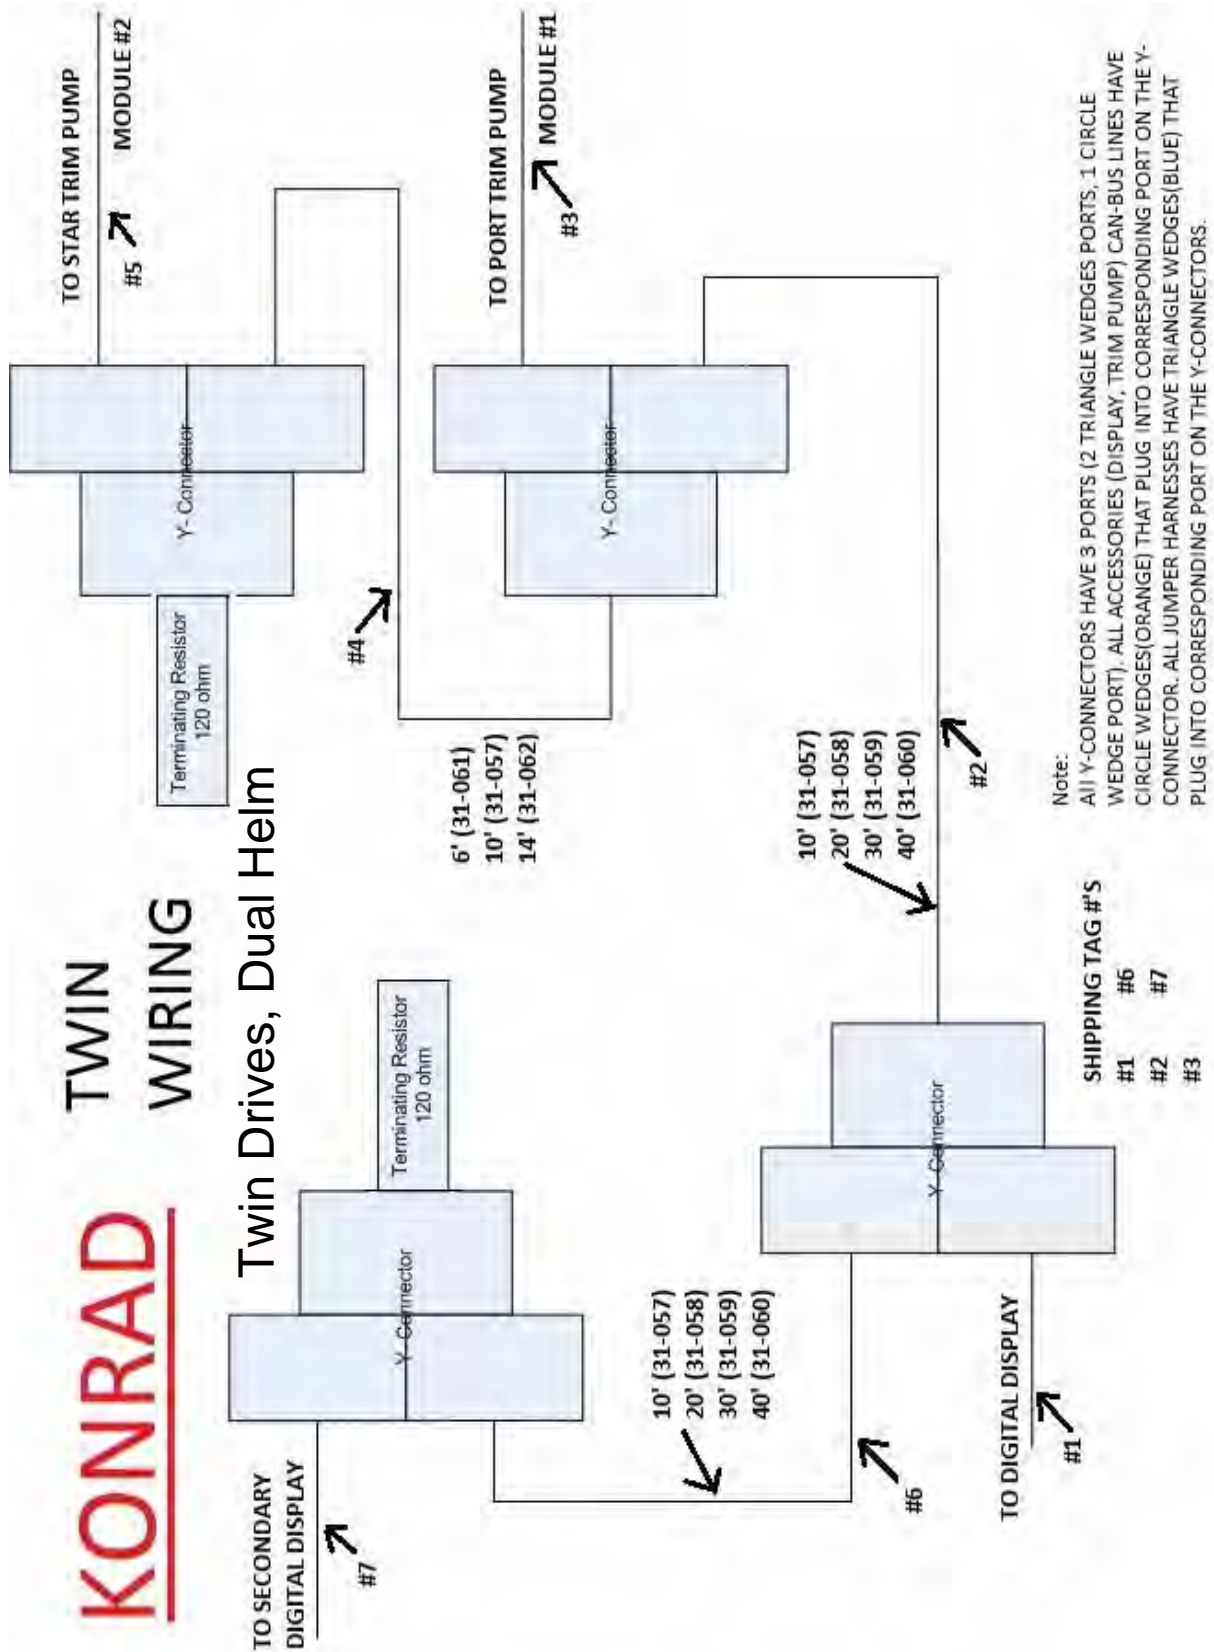 KONRAD
TWIN
WIRING
Twin Drives, Dual Helm
TO SECONDARY
DIGITAL DISPLAY
#7
Y- Connector
Terminating Resistor
120 ohm
10' (31-057)
20' (31-058)
30' (31-059)
40' (31-060)
#6
TO DIGITAL DISPLAY
#1
Y- Connector
10' (31-057)
20' (31-058)
30' (31-059)
40' (31-060)
#2
Terminating Resistor
120 ohm
Y- Connector
TO STAR TRIM PUMP
#5
MODULE #2
#4
6' (31-061)
10' (31-057)
14' (31-062)
Y- Connector
TO PORT TRIM PUMP
#3
MODULE #1
SHIPPING TAG #'S
#1 #6
#2 #7
#3
Note:
All Y-CONNECTORS HAVE 3 PORTS (2 TRIANGLE WEDGES PORTS, 1 CIRCLE
WEDGE PORT). ALL ACCESSORIES (DISPLAY, TRIM PUMP) CAN-BUS LINES HAVE
CIRCLE WEDGES(ORANGE) THAT PLUG INTO CORRESPONDING PORT ON THE Y-
CONNECTOR. ALL JUMPER HARNESSES HAVE TRIANGLE WEDGES(BLUE) THAT
PLUG INTO CORRESPONDING PORT ON THE Y-CONNECTORS.